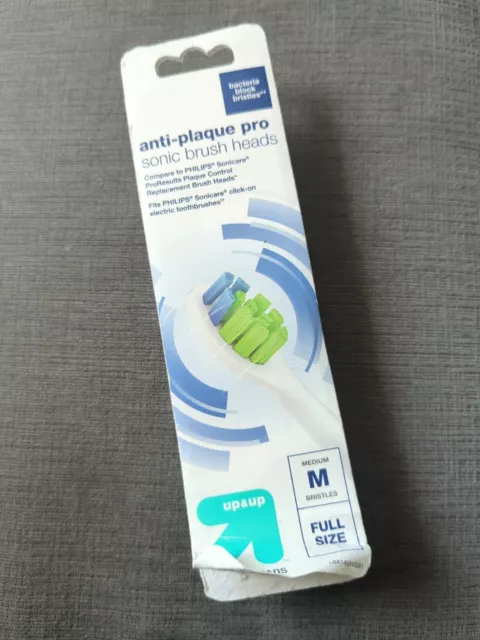 bacteria
block
bristles**
anti-plaque pro
sonic brush heads
Compare to PHILIPS® Sonicare®
ProResults Plaque Control
Replacement Brush Heads*
Fits PHILIPS® Sonicare® click-on
electric toothbrushes††
MEDIUM
M
BRISTLES
FULL
SIZE
up&up